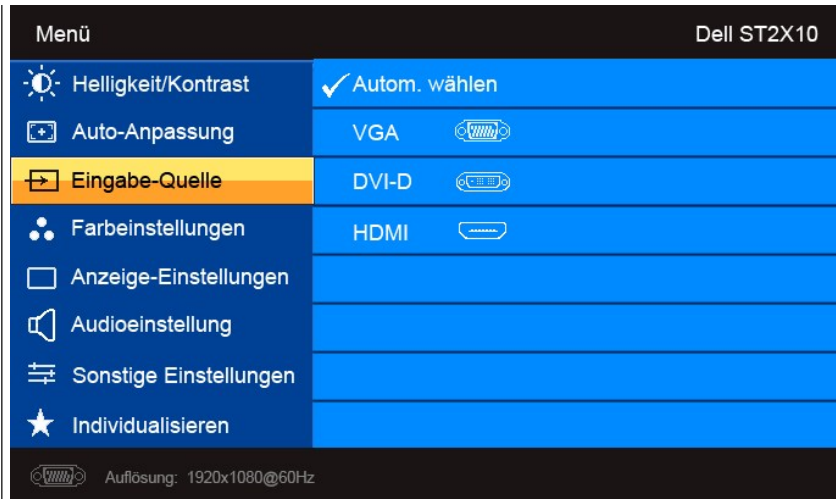 Menü Dell ST2X10
Helligkeit/Kontrast Autom. wählen
Auto-Anpassung VGA
Eingabe-Quelle DVI-D
Farbeinstellungen HDMI
Anzeige-Einstellungen
Audioeinstellung
Sonstige Einstellungen
Individualisieren
Auflösung: 1920x1080@60Hz